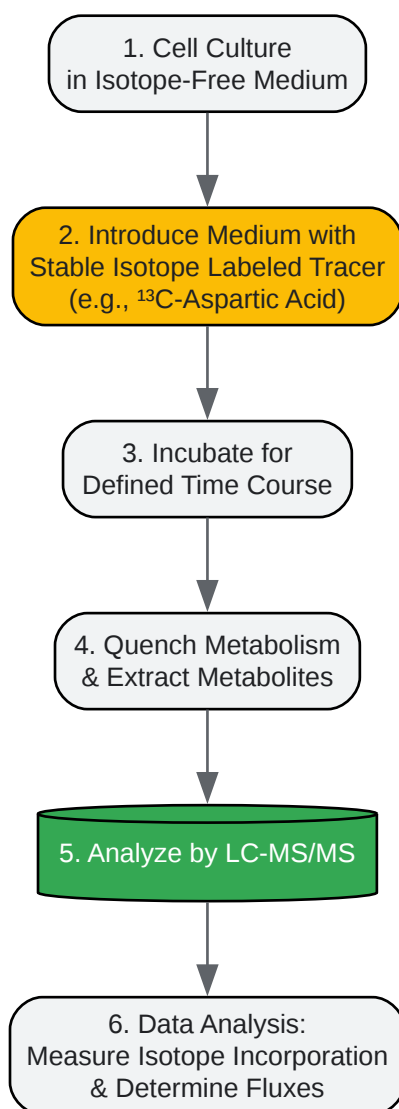 1. Cell Culture
in Isotope-Free Medium
2. Introduce Medium with
Stable Isotope Labeled Tracer
(e.g., ¹³C-Aspartic Acid)
3. Incubate for
Defined Time Course
4. Quench Metabolism
& Extract Metabolites
5. Analyze by LC-MS/MS
6. Data Analysis:
Measure Isotope Incorporation
& Determine Fluxes